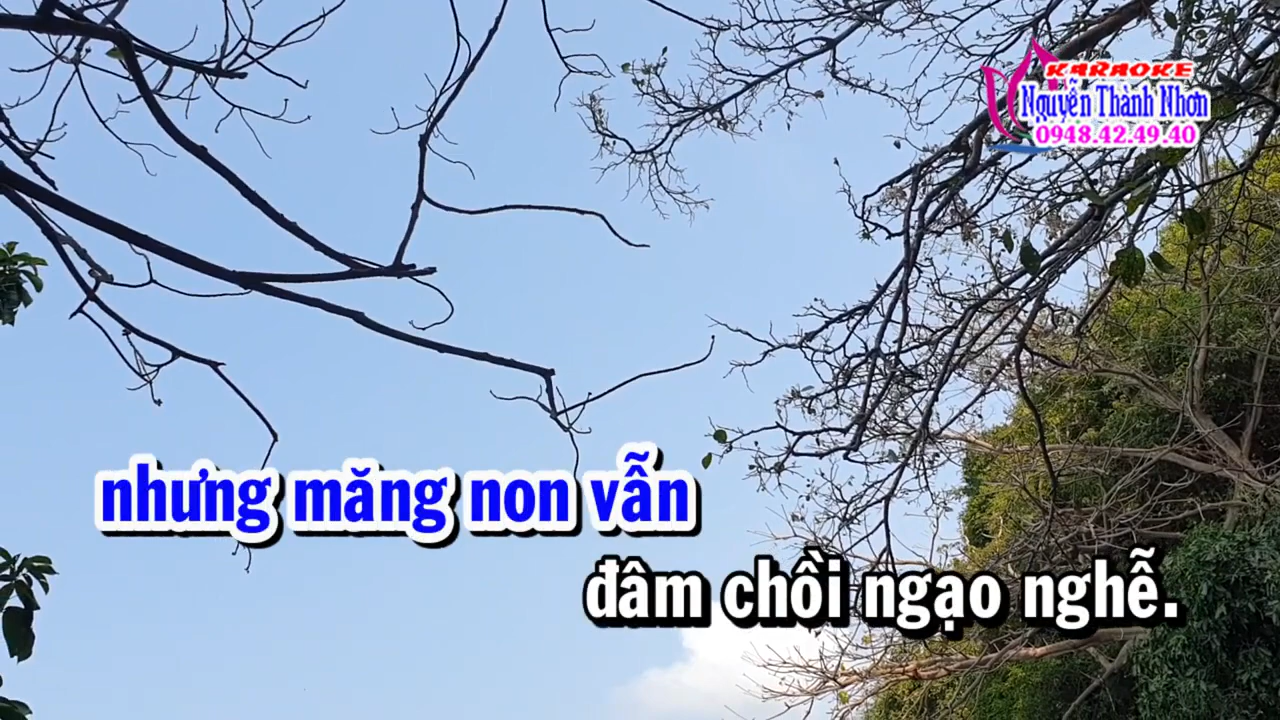 KARAOKE
Nguyễn Thành Nhơn
0948.42.49.40
nhưng măng non vẫn
đâm chồi ngạo nghễ.